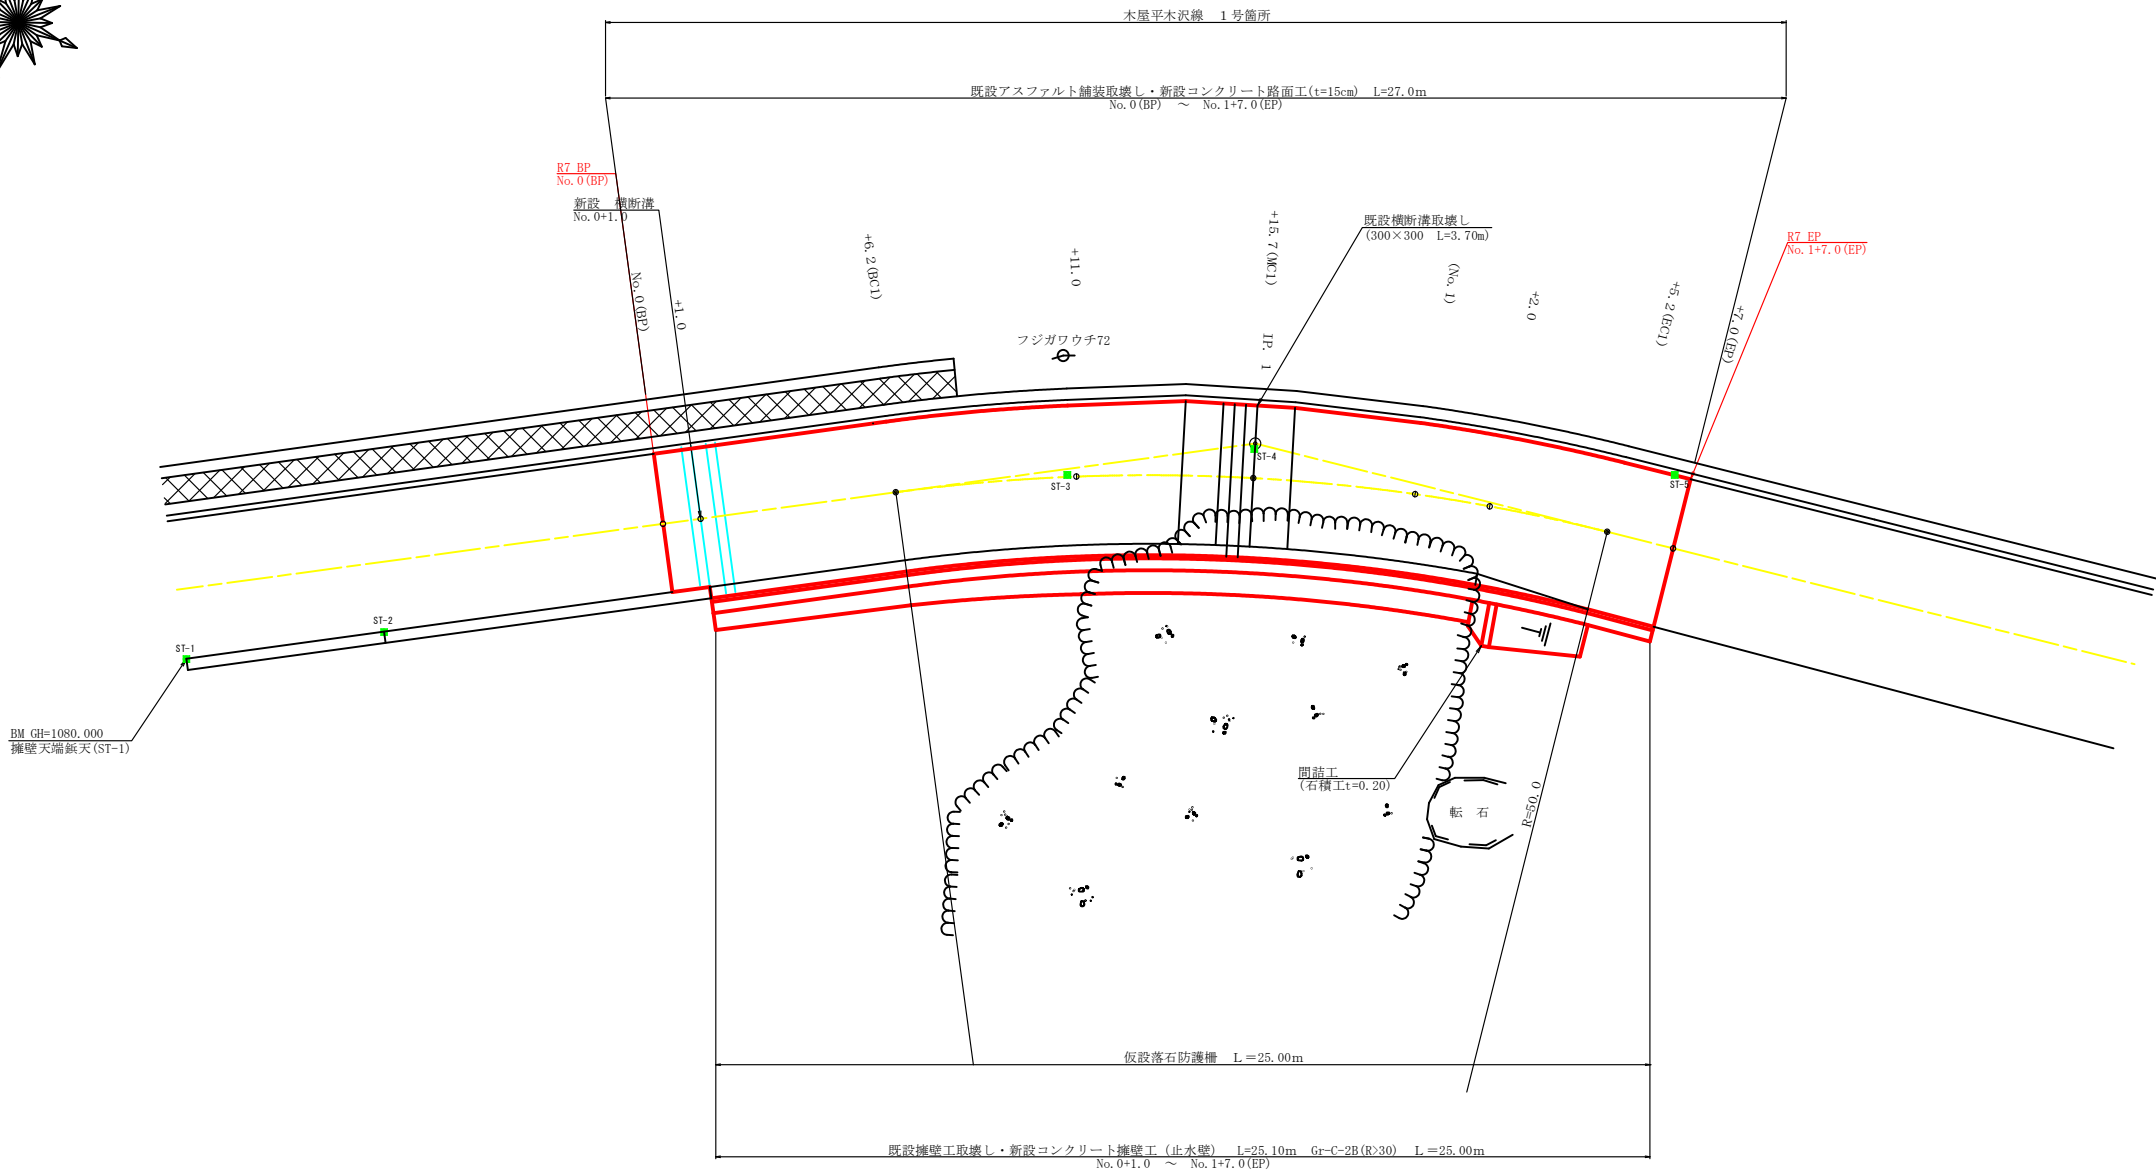 木屋平木沢線　1号箇所
既設アスファルト舗装取壊し・新設コンクリート路面工(t=15cm)　L=27.0m
No.0(BP)　～　No.1+7.0(EP)
R7 BP
No.0(BP)
新設　横断溝
No.0+1.0
既設横断溝取壊し
(300×300　L=3.70m)
R7 EP
No.1+7.0(EP)
No.0(BP)
+1.0
+6.2(BC1)
+11.0
+15.7(MC1)
IP. 1
(No. 1)
+2.0
+5.2(EC1)
+7.0(EP)
フジガワウチ72
ST-4
ST-3
ST-5
ST-2
ST-1
BM GH=1080.000
擁壁天端鋲天(ST-1)
間詰工
(石積工t=0.20)
転　石
R=50.0
仮設落石防護柵　L＝25.00m
既設擁壁工取壊し・新設コンクリート擁壁工（止水壁）　L=25.10m　Gr-C-2B(R>30)　L＝25.00m
No.0+1.0　～　No.1+7.0(EP)